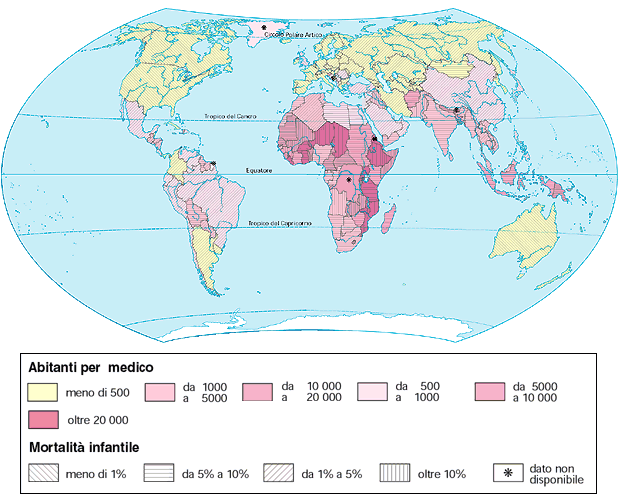 Circolo Polare Artico
Tropico del Cancro
Equatore
Tropico del Capricorno
Abitanti per medico
meno di 500
da 1000
a 5000
da 10 000
a 20 000
da 500
a 1000
da 5000
a 10 000
oltre 20 000
Mortalità infantile
meno di 1%
da 5% a 10%
da 1% a 5%
oltre 10%
dato non
disponibile